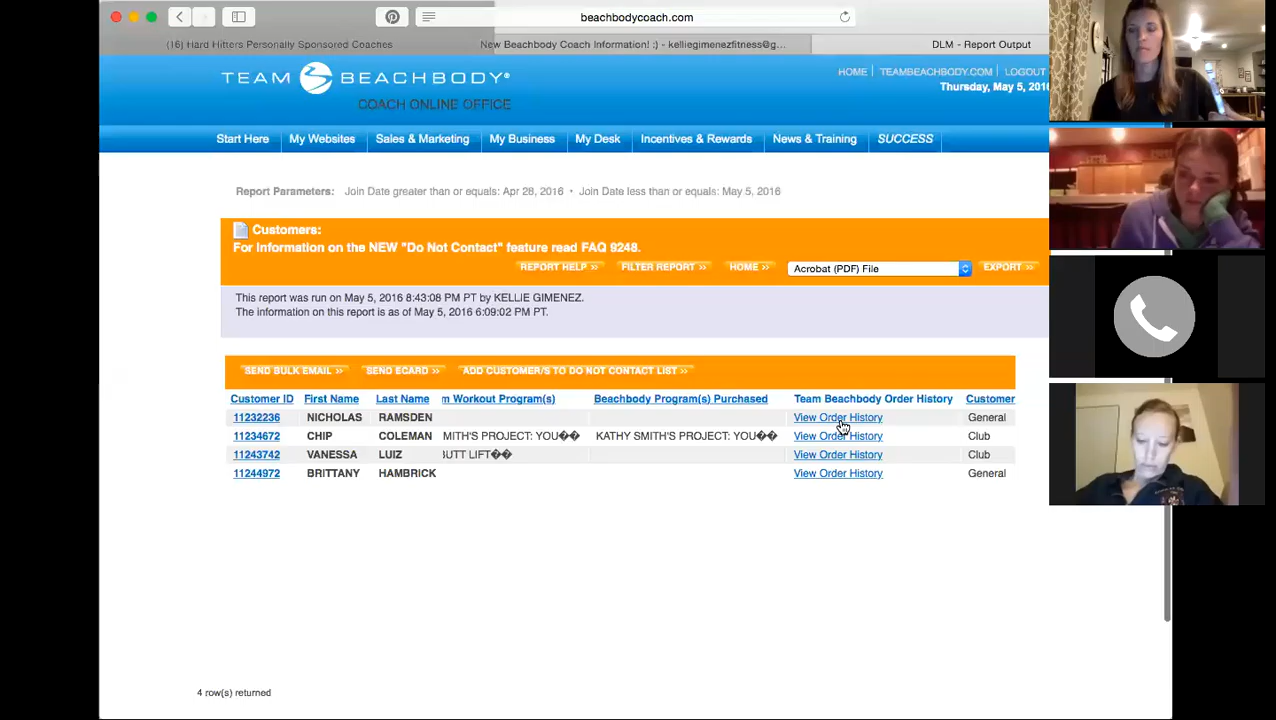 beachbodycoach.com
(16) Hard Hitters Personally Sponsored Coaches
New Beachbody Coach Information! :) - kelliegimenezfitness@g...
DLM - Report Output
TEAM BEACHBODY®
COACH ONLINE OFFICE
HOME TEAMBEACHBODY.COM LOGOUT
Thursday, May 5, 2016
Start Here My Websites Sales & Marketing My Business My Desk Incentives & Rewards News & Training SUCCESS
Report Parameters: Join Date greater than or equals: Apr 28, 2016 • Join Date less than or equals: May 5, 2016
Customers:
For Information on the NEW "Do Not Contact" feature read FAQ 9248.
REPORT HELP »
FILTER REPORT »
HOME »
Acrobat (PDF) File
EXPORT »
This report was run on May 5, 2016 8:43:08 PM PT by KELLIE GIMENEZ.
The information on this report is as of May 5, 2016 6:09:02 PM PT.
SEND BULK EMAIL » SEND ECARD » ADD CUSTOMER/S TO DO NOT CONTACT LIST »
Customer ID First Name Last Name m Workout Program(s) Beachbody Program(s) Purchased Team Beachbody Order History Customer
11232236 NICHOLAS RAMSDEN View Order History General
11234672 CHIP COLEMAN MITH'S PROJECT: YOU�� KATHY SMITH'S PROJECT: YOU�� View Order History Club
11243742 VANESSA LUIZ BUTT LIFT�� View Order History Club
11244972 BRITTANY HAMBRICK View Order History General
4 row(s) returned